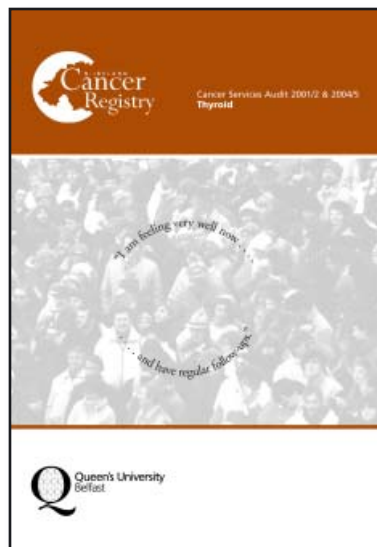 N IRELAND
Cancer
Registry
Cancer Services Audit 2001/2 & 2004/5
Thyroid
"I am feeling very well now . . . .
. . . . and have regular follow-ups."
Queen's University
Belfast